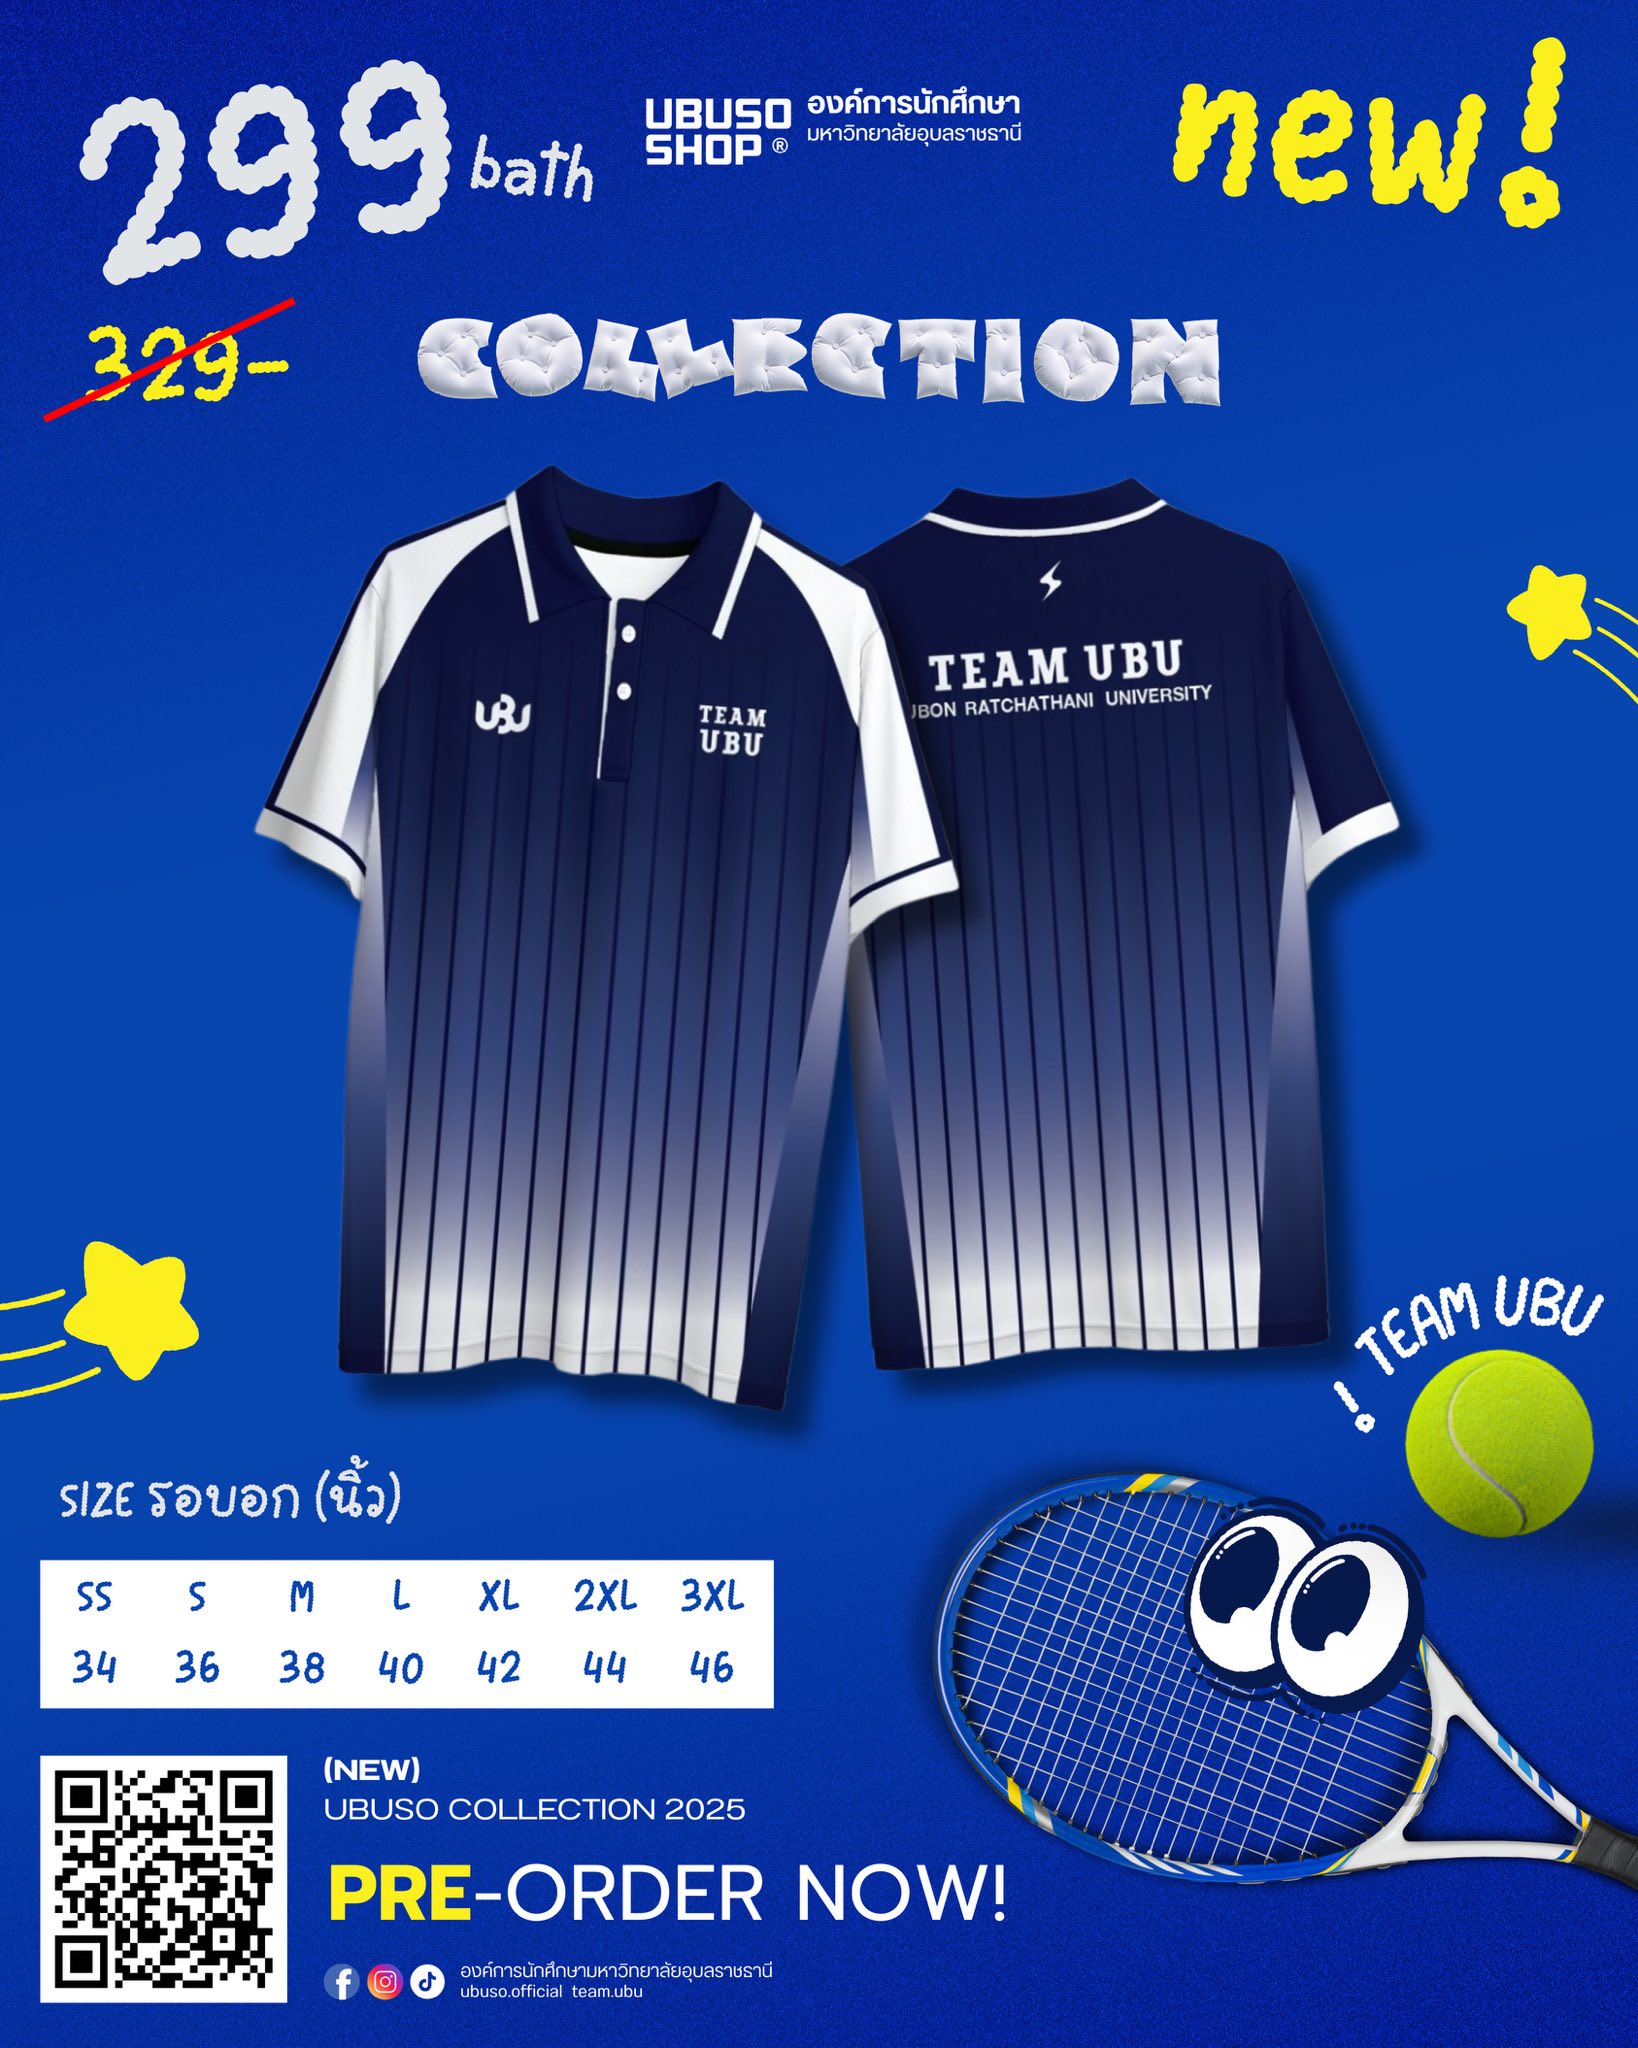 299 bath
329-
UBUSO
SHOP ®
องค์การนักศึกษา
มหาวิทยาลัยอุบลราชธานี
new!
COLLECTION
UBU
TEAM
UBU
TEAM UBU
UBON RATCHATHANI UNIVERSITY
! TEAM UBU
SIZE รอบอก (นิ้ว)
SS S M L XL 2XL 3XL
34 36 38 40 42 44 46
(NEW)
UBUSO COLLECTION 2025
PRE-ORDER NOW!
องค์การนักศึกษามหาวิทยาลัยอุบลราชธานี
ubuso.official team.ubu